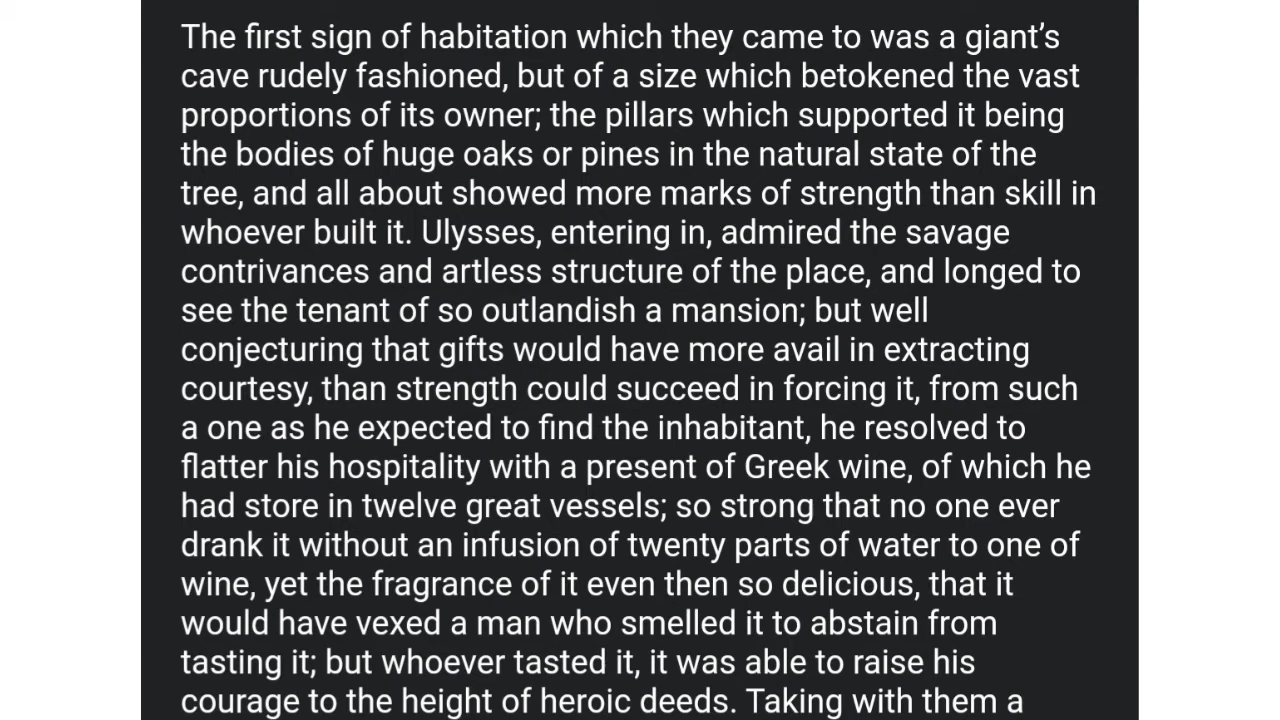 The first sign of habitation which they came to was a giant’s
cave rudely fashioned, but of a size which betokened the vast
proportions of its owner; the pillars which supported it being
the bodies of huge oaks or pines in the natural state of the
tree, and all about showed more marks of strength than skill in
whoever built it. Ulysses, entering in, admired the savage
contrivances and artless structure of the place, and longed to
see the tenant of so outlandish a mansion; but well
conjecturing that gifts would have more avail in extracting
courtesy, than strength could succeed in forcing it, from such
a one as he expected to find the inhabitant, he resolved to
flatter his hospitality with a present of Greek wine, of which he
had store in twelve great vessels; so strong that no one ever
drank it without an infusion of twenty parts of water to one of
wine, yet the fragrance of it even then so delicious, that it
would have vexed a man who smelled it to abstain from
tasting it; but whoever tasted it, it was able to raise his
courage to the height of heroic deeds. Taking with them a